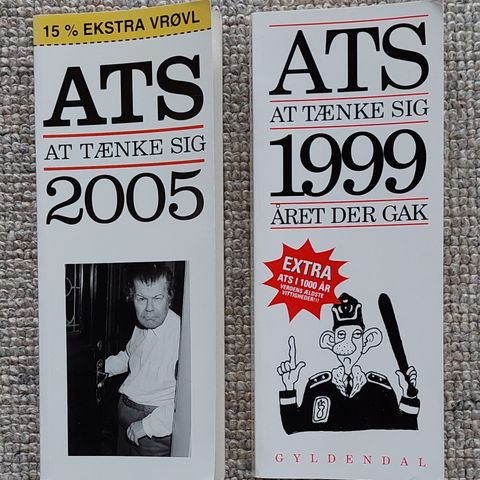 15 % EKSTRA VRØVL
ATS
AT TÆNKE SIG
2005
ATS
AT TÆNKE SIG
1999
ÅRET DER GAK
EXTRA
ATS I 1000 ÅR
VERDENS ÆLDSTE
VITTIGHEDER!!!
GYLDENDAL